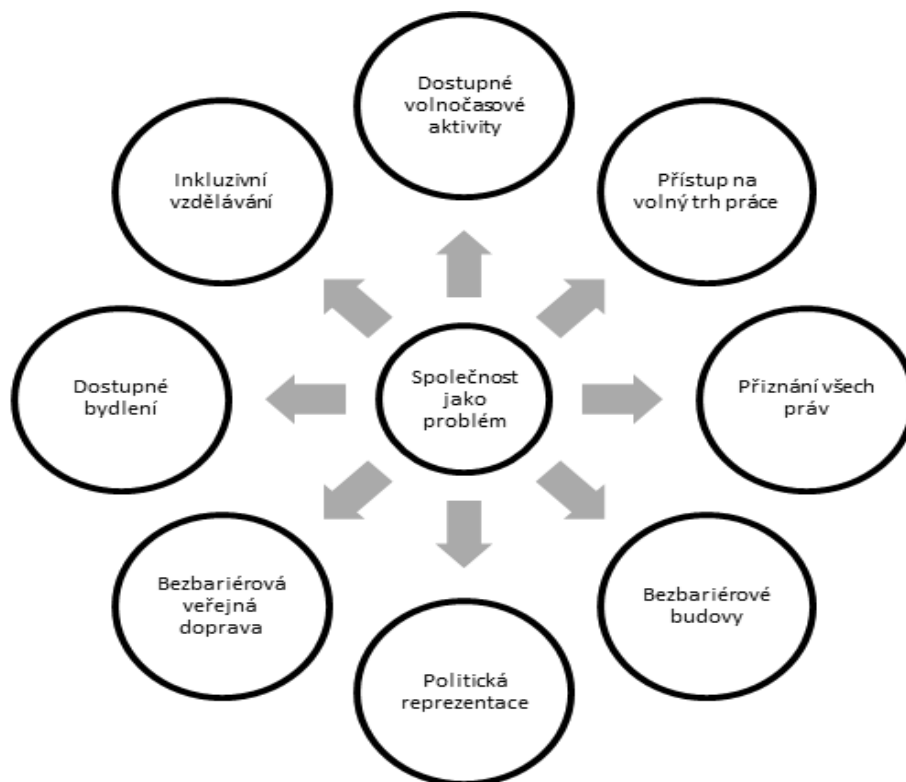 Dostupné
volnočasové
aktivity
Inkluzivní
vzdělávání
Přístup na
volný trh práce
Dostupné
bydlení
Společnost
jako
problém
Přiznání všech
práv
Bezbariérová
veřejná
doprava
Bezbariérové
budovy
Politická
reprezentace